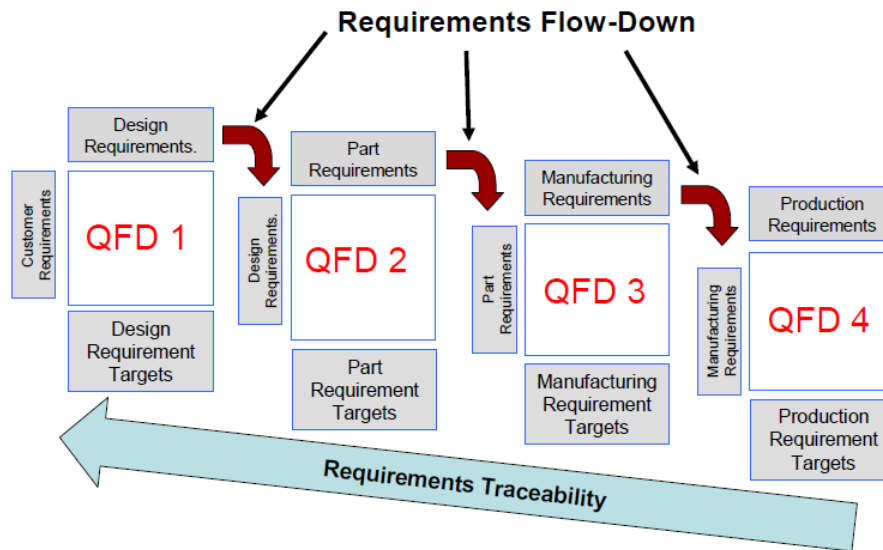 Requirements Flow-Down
Design
Requirements.
Customer
Requirements
QFD 1
Design
Requirement
Targets
Part
Requirements
Design
Requirements.
QFD 2
Part
Requirement
Targets
Manufacturing
Requirements
Part
Requirements
QFD 3
Manufacturing
Requirement
Targets
Production
Requirements
Manufacturing
Requirements
QFD 4
Production
Requirement
Targets
Requirements Traceability